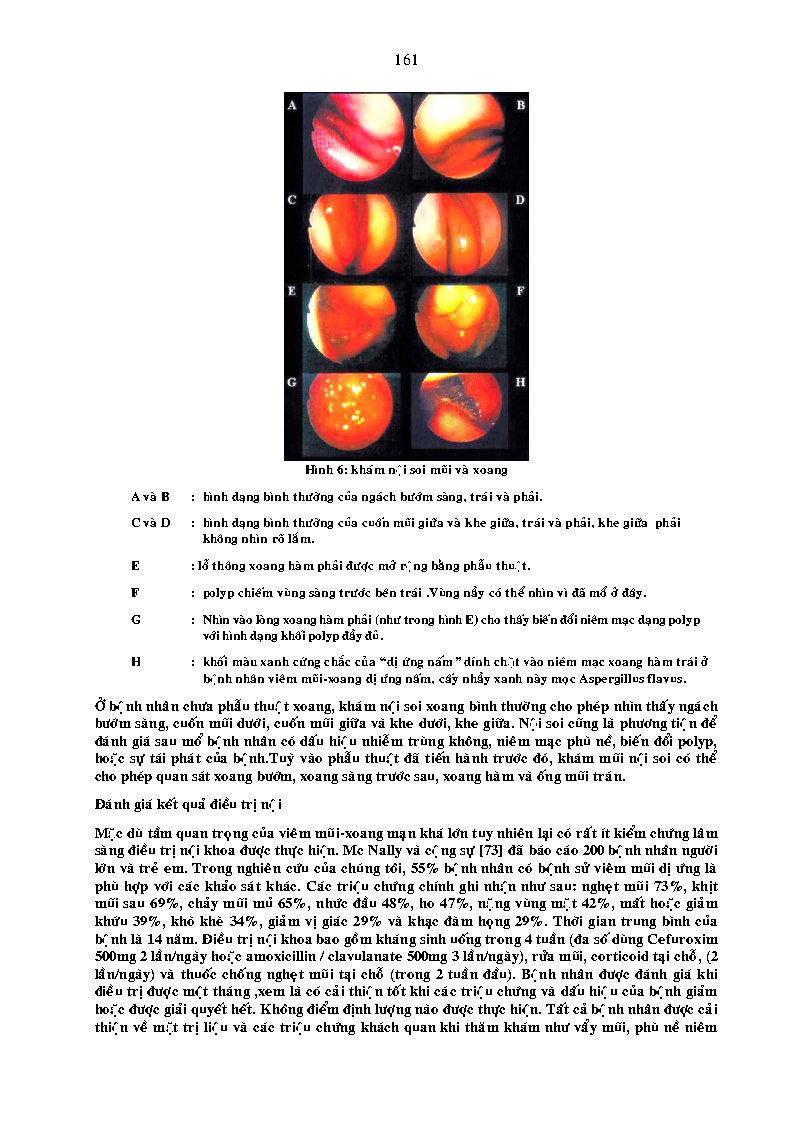 161
A B
C D
E F
G H
Hình 6: khám nội soi mũi và xoang
A và B : hình dạng bình thường của ngách bướm sàng, trái và phải.
C và D : hình dạng bình thường của cuốn mũi giữa và khe giữa, trái và phải, khe giữa phải
không nhìn rõ lắm.
E : lỗ thông xoang hàm phải được mở rộng bằng phẫu thuật.
F : polyp chiếm vùng sàng trước bên trái .Vùng nầy có thể nhìn vì đã mổ ở đây.
G : Nhìn vào lòng xoang hàm phải (như trong hình E) cho thấy biến đổi niêm mạc dạng polyp
với hình dạng khối polyp đầy đủ.
H : khối màu xanh cứng chắc của “dị ứng nấm” dính chặt vào niêm mạc xoang hàm trái ở
bệnh nhân viêm mũi-xoang dị ưng nấm, cấy nhầy xanh này mọc Aspergillus flavus.
Ở bệnh nhân chưa phẫu thuật xoang, khám nội soi xoang bình thường cho phép nhìn thấy ngách
bướm sàng, cuốn mũi dưới, cuốn mũi giữa và khe dưới, khe giữa. Nội soi cũng là phương tiện để
đánh giá sau mổ bệnh nhân có dấu hiệu nhiễm trùng không, niêm mạc phù nề, biến đổi polyp,
hoặc sự tái phát của bệnh.Tuỳ vào phẫu thuật đã tiến hành trước đó, khám mũi nội soi có thể
cho phép quan sát xoang bướm, xoang sàng trước sau, xoang hàm và ống mũi trán.
Đánh giá kết quả điều trị nội
Mặc dù tầm quan trọng của viêm mũi-xoang mạn khá lớn tuy nhiên lại có rất ít kiểm chứng lâm
sàng điều trị nội khoa được thực hiện. Mc Nally và cộng sự [73] đã báo cáo 200 bệnh nhân người
lớn và trẻ em. Trong nghiên cứu của chúng tôi, 55% bệnh nhân có bệnh sử viêm mũi dị ứng là
phù hợp với các khảo sát khác. Các triệu chứng chính ghi nhận như sau: nghẹt mũi 73%, khịt
mũi sau 69%, chảy mũi mủ 65%, nhức đầu 48%, ho 47%, nặng vùng mặt 42%, mất hoặc giảm
khứu 39%, khò khè 34%, giảm vị giác 29% và khạc đàm họng 29%. Thời gian trung bình của
bệnh là 14 năm. Điều trị nội khoa bao gồm kháng sinh uống trong 4 tuần (đa số dùng Cefuroxim
500mg 2 lần/ngày hoặc amoxicillin / clavulanate 500mg 3 lần/ngày), rửa mũi, corticoid tại chỗ, (2
lần/ngày) và thuốc chống nghẹt mũi tại chỗ (trong 2 tuần đầu). Bệnh nhân được đánh giá khi
điều trị được một tháng ,xem là có cải thiện tốt khi các triệu chứng và dấu hiệu của bệnh giảm
hoặc được giải quyết hết. Không điểm định lượng nào được thực hiện. Tất cả bệnh nhân được cải
thiện về mặt trị liệu và các triệu chứng khách quan khi thăm khám như vẩy mũi, phù nề niêm